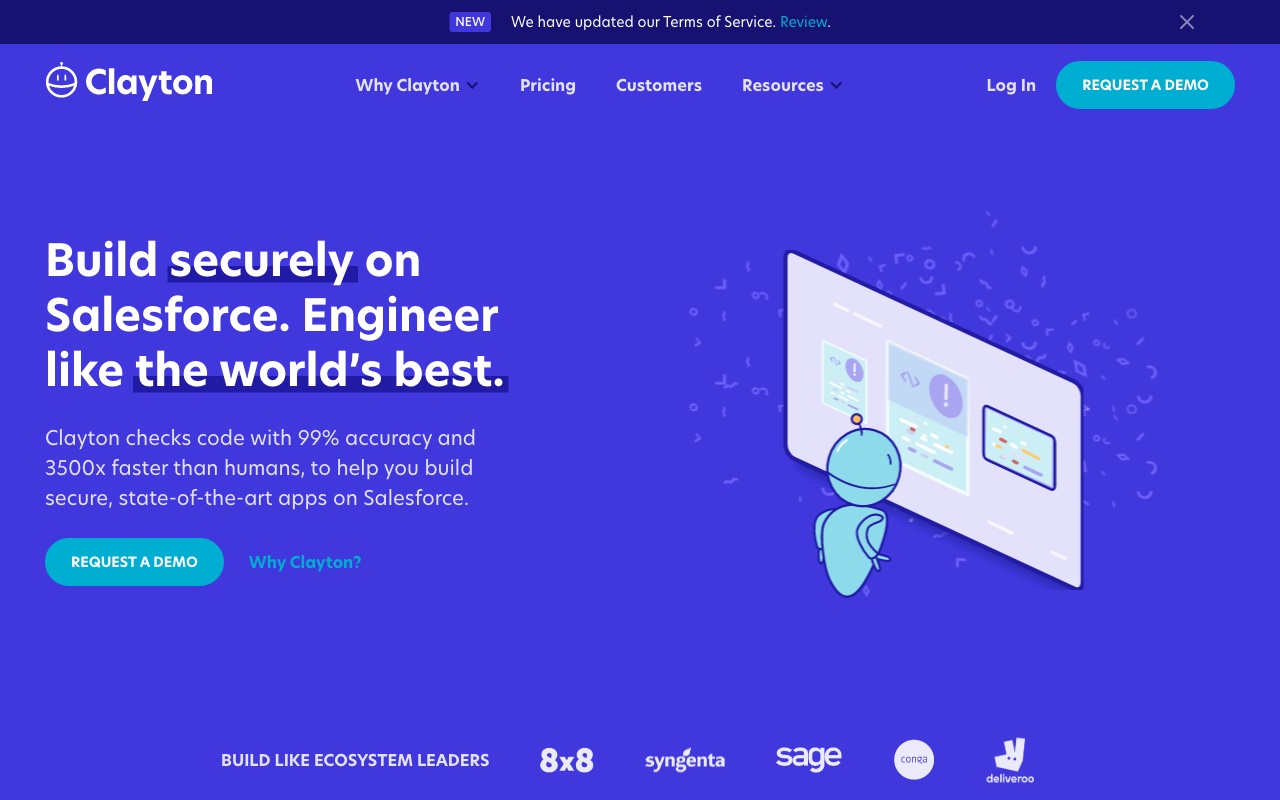 NEW We have updated our Terms of Service. Review.
Clayton
Why Clayton
Pricing
Customers
Resources
Log In
REQUEST A DEMO
Build securely on
Salesforce. Engineer
like the world's best.
Clayton checks code with 99% accuracy and
3500x faster than humans, to help you build
secure, state-of-the-art apps on Salesforce.
REQUEST A DEMO
Why Clayton?
BUILD LIKE ECOSYSTEM LEADERS
8x8
syngenta
sage
conga
deliveroo